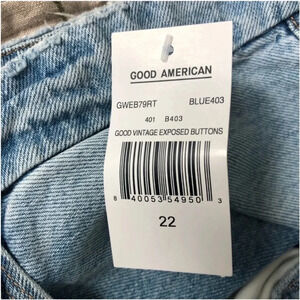 GOOD AMERICAN
GWEB79RT BLUE403
401 B403
GOOD VINTAGE EXPOSED BUTTONS
8 40053 54950 3
22